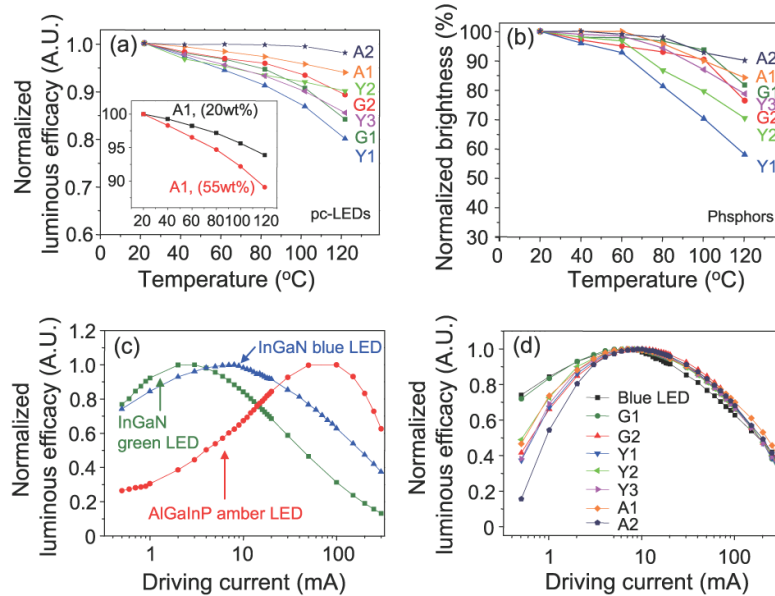 (a)
Normalized
luminous efficacy (A.U.)
1.0
0.9
0.8
0.7
0.6
A2
A1
Y2
G2
Y3
G1
Y1
A1, (20wt%)
A1, (55wt%)
100
95
90
20 40 60 80 100 120
pc-LEDs
0 20 40 60 80 100 120 140
Temperature (°C)
(b)
Normalized brightness (%)
100
90
80
70
60
50
40
30
A2
A1
G1
Y3
G2
Y2
Y1
Phsphors
0 20 40 60 80 100 120 140
Temperature (°C)
(c)
Normalized
luminous efficacy (A.U.)
1.2
1.0
0.8
0.6
0.4
0.2
0
InGaN blue LED
InGaN
green LED
AlGaInP amber LED
1 10 100
Driving current (mA)
(d)
Normalized
luminous efficacy (A.U.)
1.0
0.8
0.6
0.4
0.2
0
Blue LED
G1
G2
Y1
Y2
Y3
A1
A2
1 10 100
Driving current (mA)